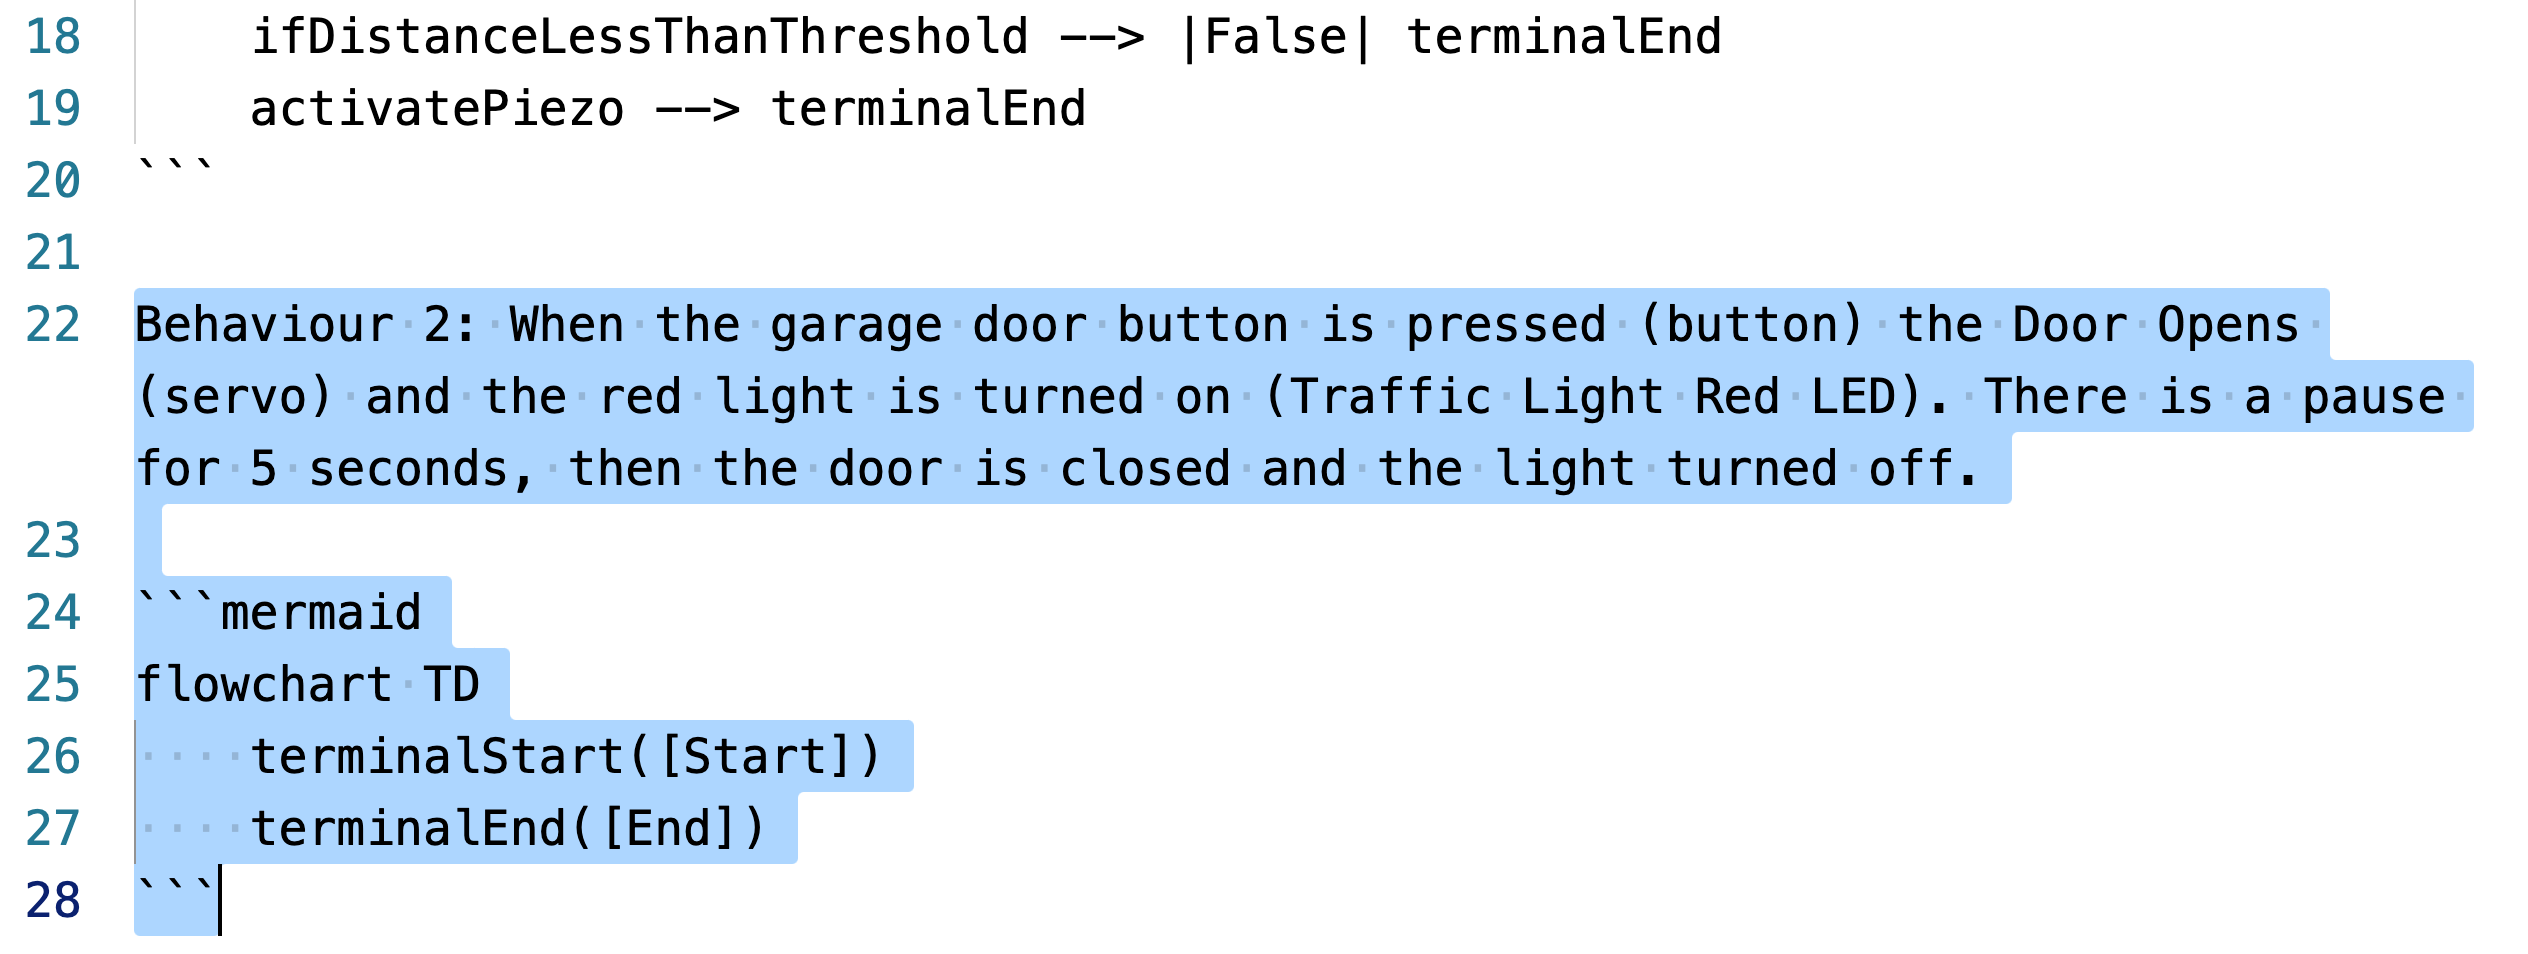 18 ifDistanceLessThanThreshold --> |False| terminalEnd
19 activatePiezo --> terminalEnd
20 ```
21
22 Behaviour 2: When the garage door button is pressed (button) the Door Opens
(servo) and the red light is turned on (Traffic Light Red LED). There is a pause
for 5 seconds, then the door is closed and the light turned off.
23
24 ```mermaid
25 flowchart TD
26 terminalStart([Start])
27 terminalEnd([End])
28 ```